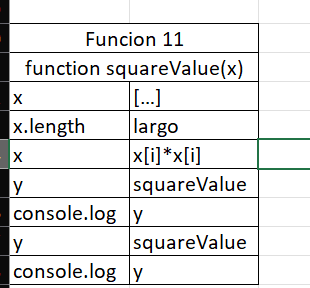 Funcion 11
function squareValue(x)
x [...]
x.length largo
x x[i]*x[i]
y squareValue
console.log y
y squareValue
console.log y